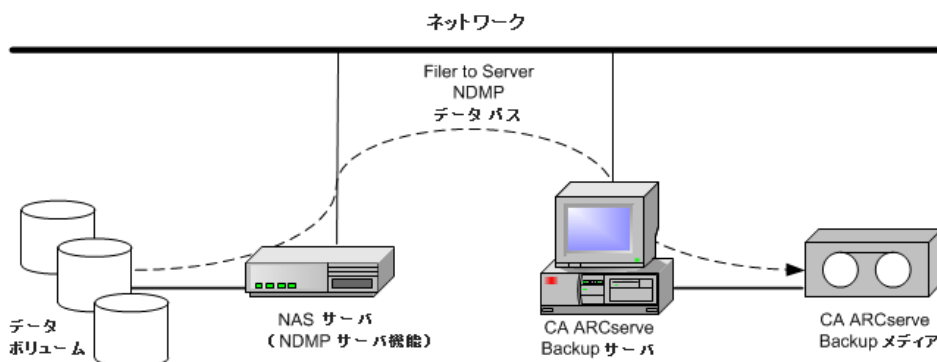 ネットワーク
Filer to Server
NDMP
データ パス
データ
ボリューム
NAS サーバ
（NDMP サーバ機能）
CA ARCserve
Backup サーバ
CA ARCserve
Backup メディア